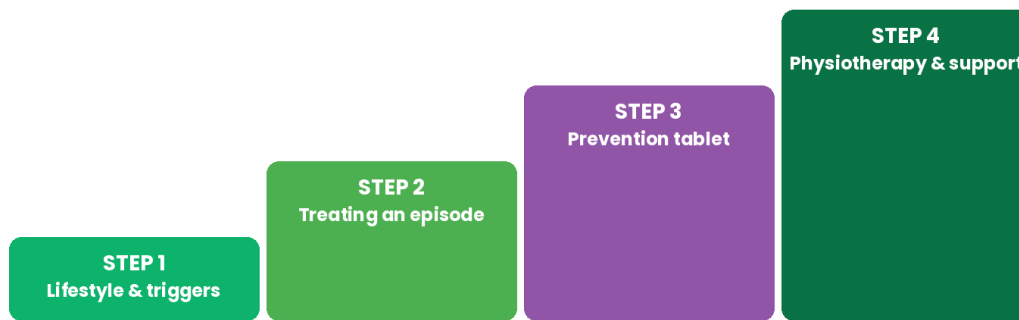 STEP 1
Lifestyle & triggers
STEP 2
Treating an episode
STEP 3
Prevention tablet
STEP 4
Physiotherapy & support